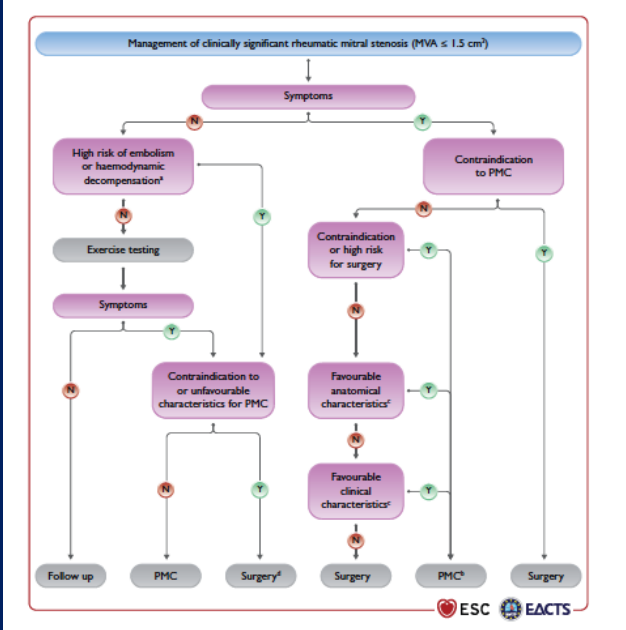 Management of clinically significant rheumatic mitral stenosis (MVA ≤ 1.5 cm²)
Symptoms
N
Y
High risk of embolism
or haemodynamic
decompensationᵃ
Contraindication
to PMC
N
Y
N
Y
Exercise testing
Contraindication
or high risk
for surgery
Y
Symptoms
N
Y
N
Contraindication to
or unfavourable
characteristics for PMC
Favourable
anatomical
characteristicsᶜ
Y
N
N
Y
Favourable
clinical
characteristicsᶜ
Y
N
Follow up
PMC
Surgeryᵈ
Surgery
PMCᵇ
Surgery
ESC
EACTS